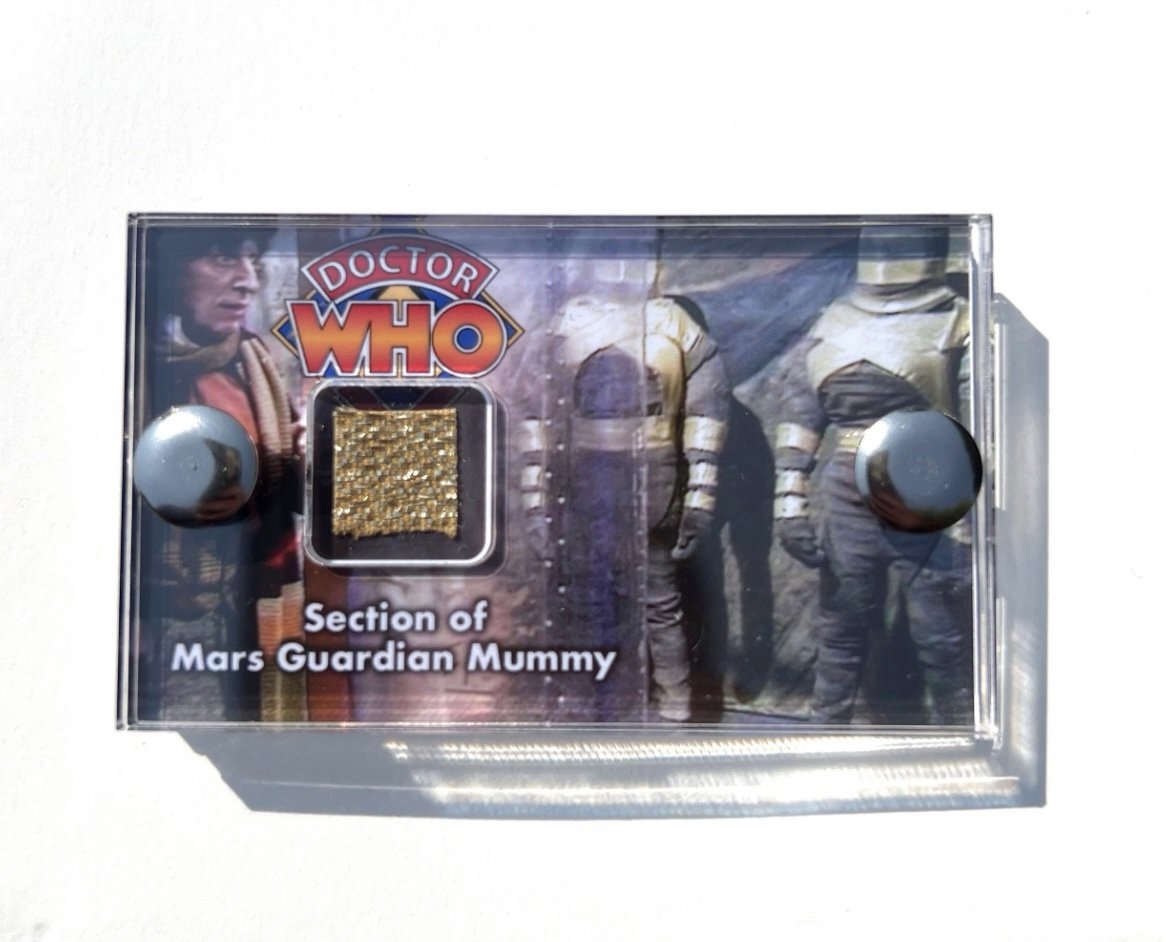 DOCTOR
WHO
Section of
Mars Guardian Mummy